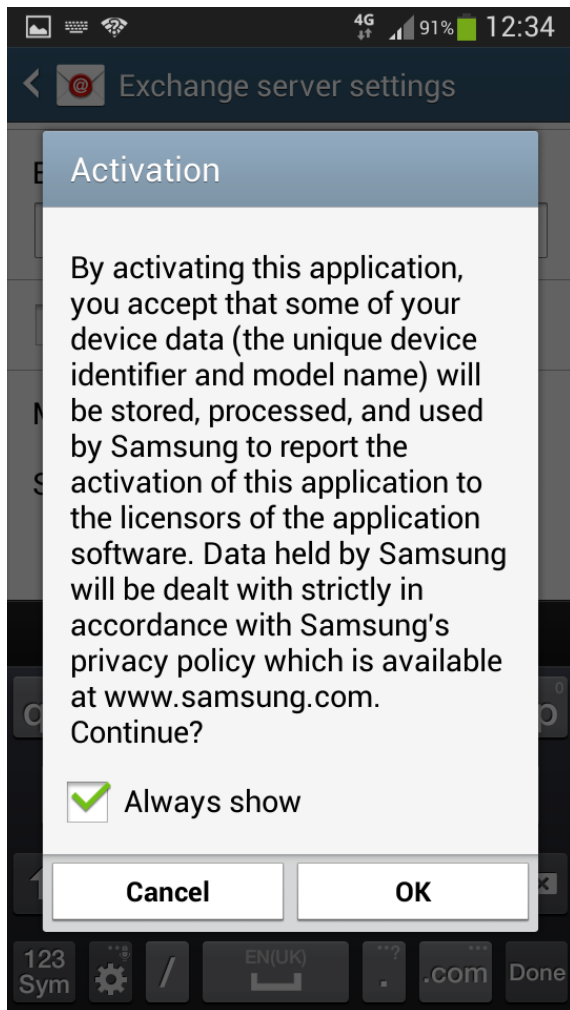 4G 91% 12:34
Exchange server settings
Activation
By activating this application,
you accept that some of your
device data (the unique device
identifier and model name) will
be stored, processed, and used
by Samsung to report the
activation of this application to
the licensors of the application
software. Data held by Samsung
will be dealt with strictly in
accordance with Samsung's
privacy policy which is available
at www.samsung.com.
Continue?
Always show
Cancel OK
123
Sym / EN(UK) . .com Done